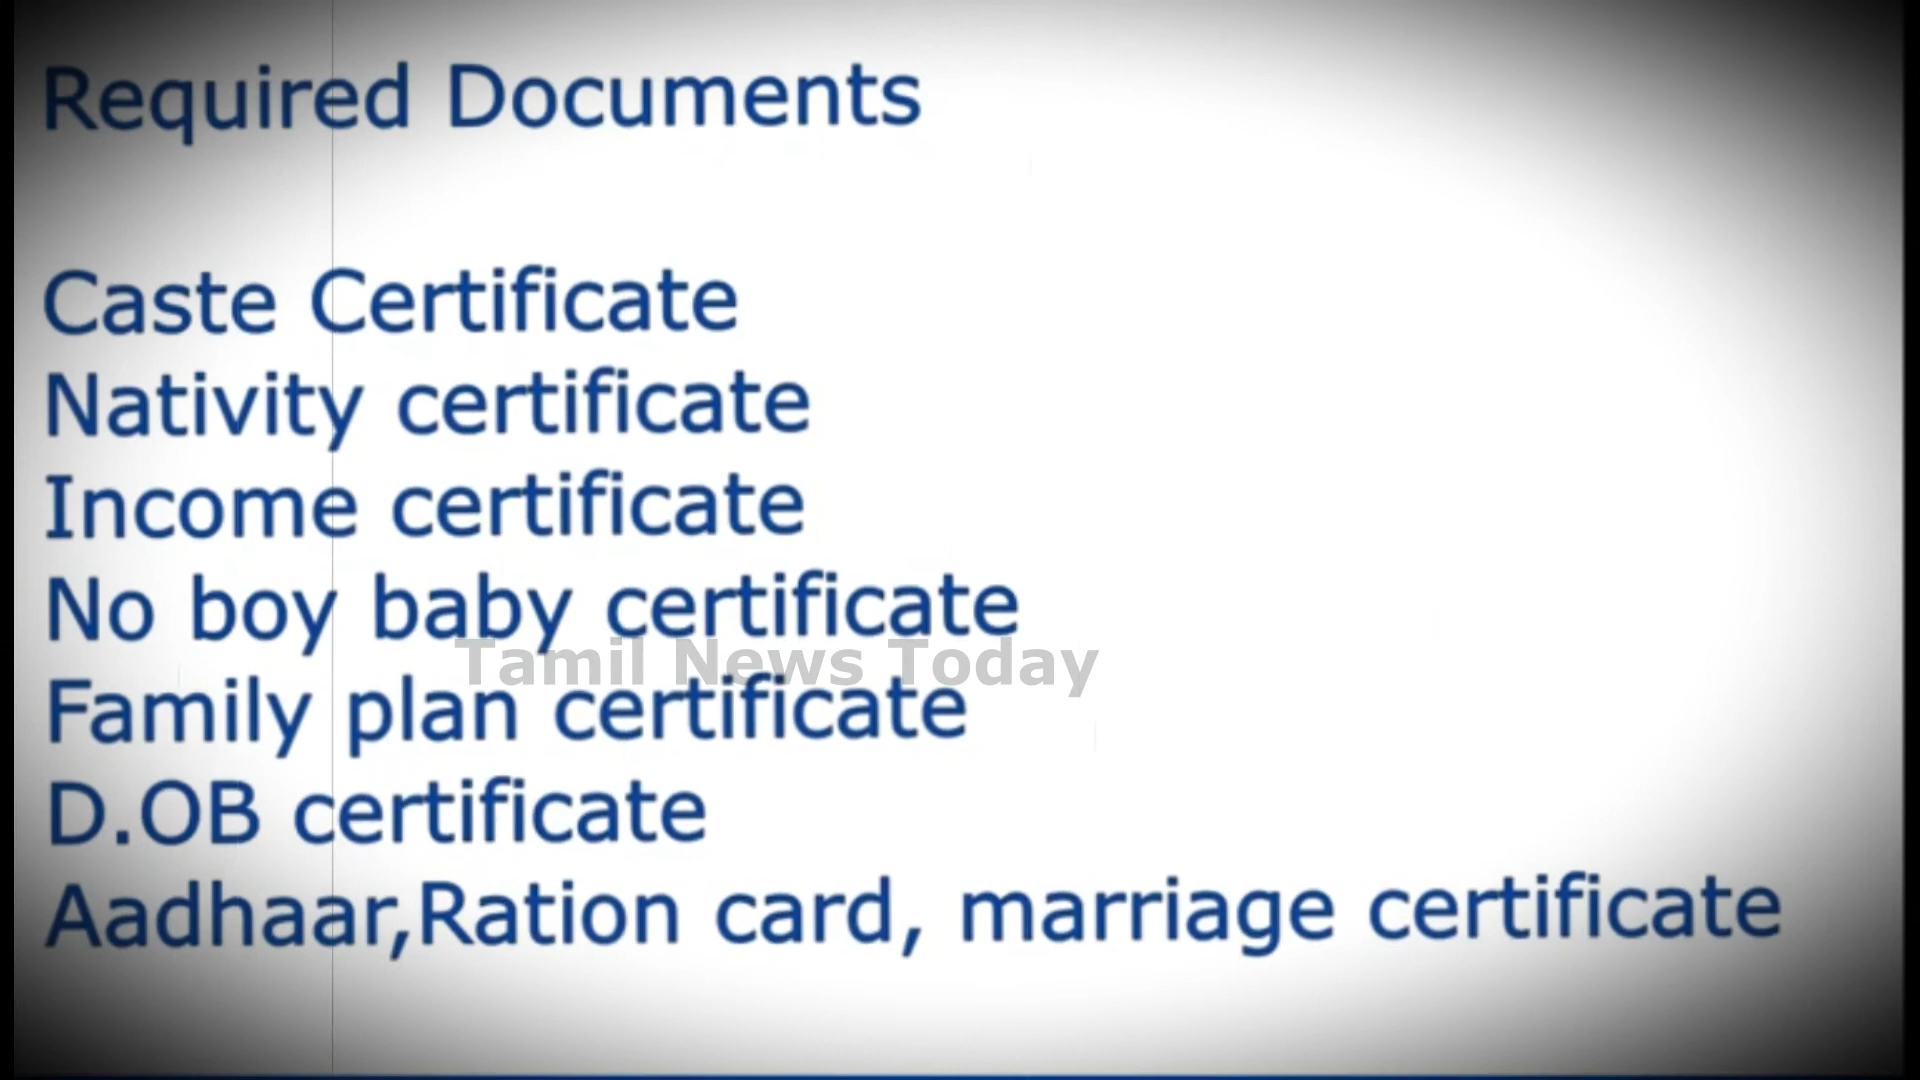 Required Documents
Caste Certificate
Nativity certificate
Income certificate
No boy baby certificate
Tamil News Today
Family plan certificate
D.OB certificate
Aadhaar,Ration card, marriage certificate